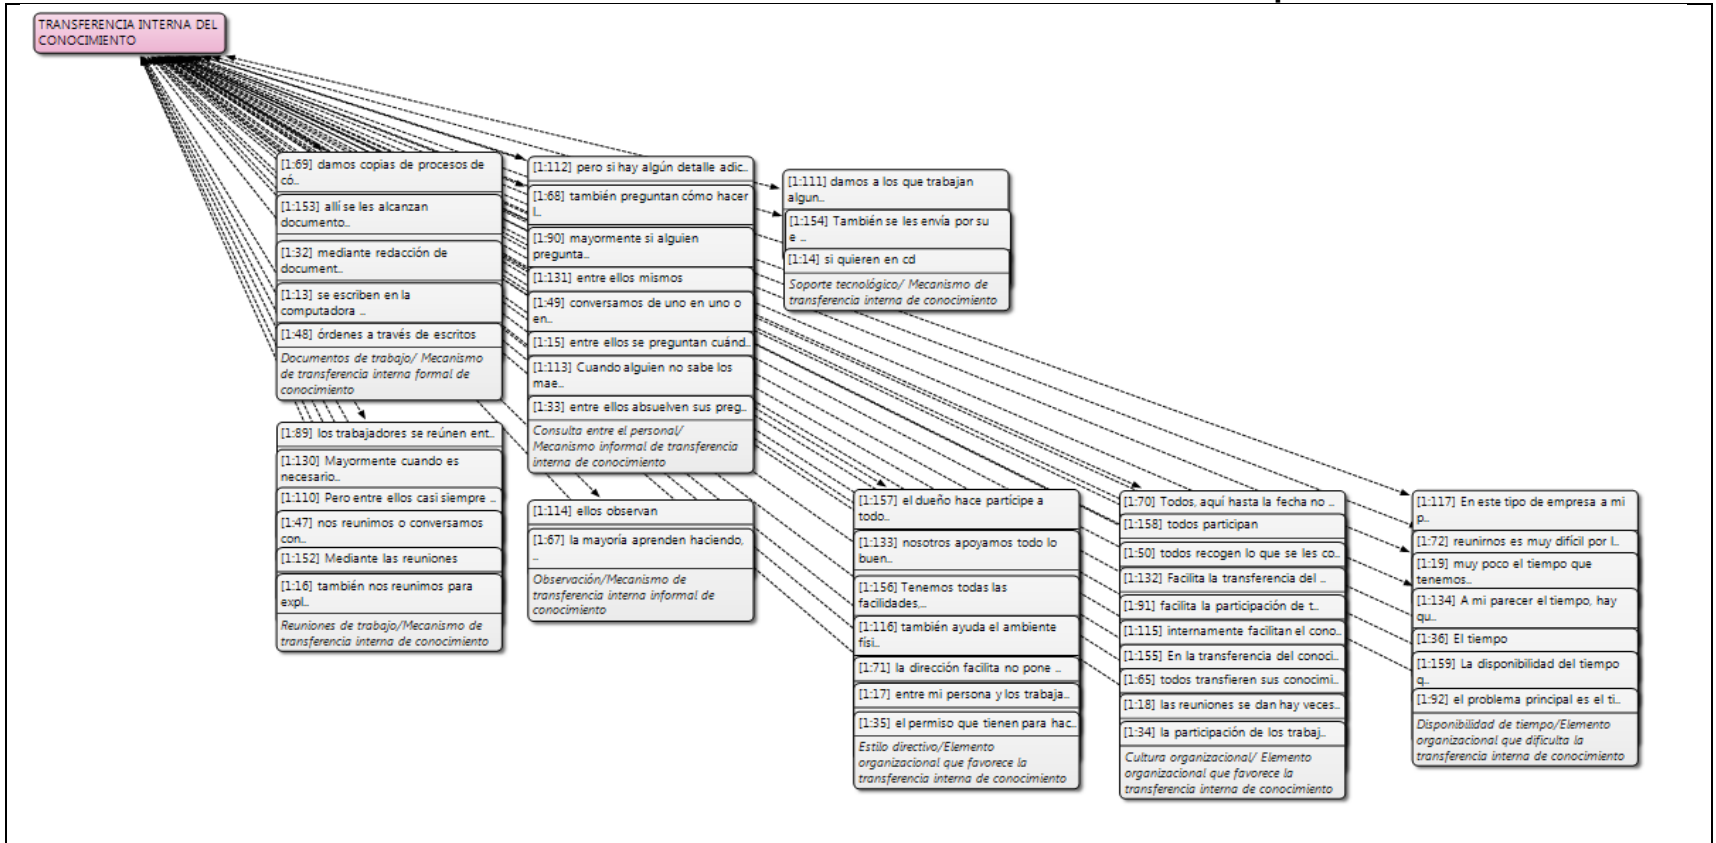 TRANSFERENCIA INTERNA DEL
CONOCIMIENTO
[1:69] damos copias de procesos de
có..
[1:153] allí se les alcanzan
documento..
[1:32] mediante redacción de
document..
[1:13] se escriben en la
computadora ..
[1:48] órdenes a través de escritos
Documentos de trabajo/ Mecanismo
de transferencia interna formal de
conocimiento
[1:89] los trabajadores se reúnen ent..
[1:130] Mayormente cuando es
necesario..
[1:110] Pero entre ellos casi siempre ..
[1:47] nos reunimos o conversamos
con..
[1:152] Mediante las reuniones
[1:16] también nos reunimos para
expl..
Reuniones de trabajo/Mecanismo de
transferencia interna de conocimiento
[1:112] pero si hay algún detalle adic..
[1:68] también preguntan cómo hacer
l..
[1:90] mayormente si alguien
pregunta..
[1:131] entre ellos mismos
[1:49] conversamos de uno en uno o
en..
[1:15] entre ellos se preguntan cuánd..
[1:113] Cuando alguien no sabe los
mae..
[1:33] entre ellos absuelven sus preg..
Consulta entre el personal/
Mecanismo informal de transferencia
interna de conocimiento
[1:114] ellos observan
[1:67] la mayoría aprenden haciendo,
..
Observación/Mecanismo de
transferencia interna informal de
conocimiento
[1:111] damos a los que trabajan
algun..
[1:154] También se les envía por su
e ..
[1:14] si quieren en cd
Soporte tecnológico/ Mecanismo de
transferencia interna de conocimiento
[1:157] el dueño hace partícipe a
todo..
[1:133] nosotros apoyamos todo lo
buen..
[1:156] Tenemos todas las
facilidades,..
[1:116] también ayuda el ambiente
físi..
[1:71] la dirección facilita no pone ..
[1:17] entre mi persona y los trabaja..
[1:35] el permiso que tienen para hac..
Estilo directivo/Elemento
organizacional que favorece la
transferencia interna de conocimiento
[1:70] Todos, aquí hasta la fecha no ..
[1:158] todos participan
[1:50] todos recogen lo que se les co..
[1:132] Facilita la transferencia del ..
[1:91] facilita la participación de t..
[1:115] internamente facilitan el cono..
[1:155] En la transferencia del conoci..
[1:65] todos transfieren sus conocimi..
[1:18] las reuniones se dan hay veces..
[1:34] la participación de los trabaj..
Cultura organizacional/ Elemento
organizacional que favorece la
transferencia interna de conocimiento
[1:117] En este tipo de empresa a mi
p..
[1:72] reunirnos es muy difícil por l..
[1:19] muy poco el tiempo que
tenemos..
[1:134] A mi parecer el tiempo, hay
qu..
[1:36] El tiempo
[1:159] La disponibilidad del tiempo
q..
[1:92] el problema principal es el ti..
Disponibilidad de tiempo/Elemento
organizacional que dificulta la
transferencia interna de conocimiento